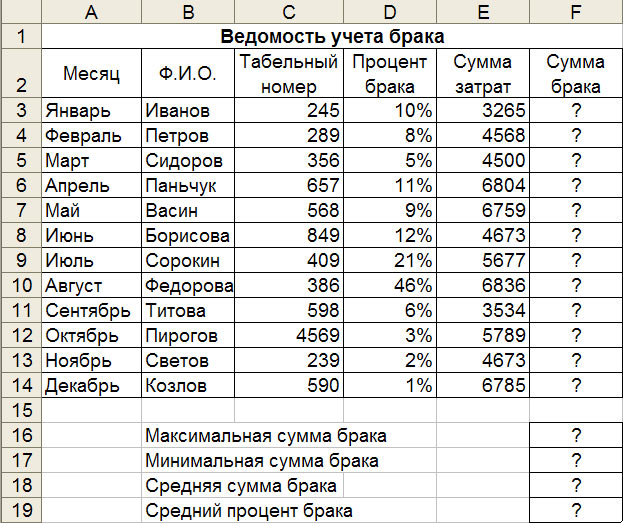 A B C D E F
1 Ведомость учета брака
2 Месяц Ф.И.О. Табельный номер Процент брака Сумма затрат Сумма брака
3 Январь Иванов 245 10% 3265 ?
4 Февраль Петров 289 8% 4568 ?
5 Март Сидоров 356 5% 4500 ?
6 Апрель Паньчук 657 11% 6804 ?
7 Май Васин 568 9% 6759 ?
8 Июнь Борисова 849 12% 4673 ?
9 Июль Сорокин 409 21% 5677 ?
10 Август Федорова 386 46% 6836 ?
11 Сентябрь Титова 598 6% 3534 ?
12 Октябрь Пирогов 4569 3% 5789 ?
13 Ноябрь Светов 239 2% 4673 ?
14 Декабрь Козлов 590 1% 6785 ?
15
16 Максимальная сумма брака ?
17 Минимальная сумма брака ?
18 Средняя сумма брака ?
19 Средний процент брака ?